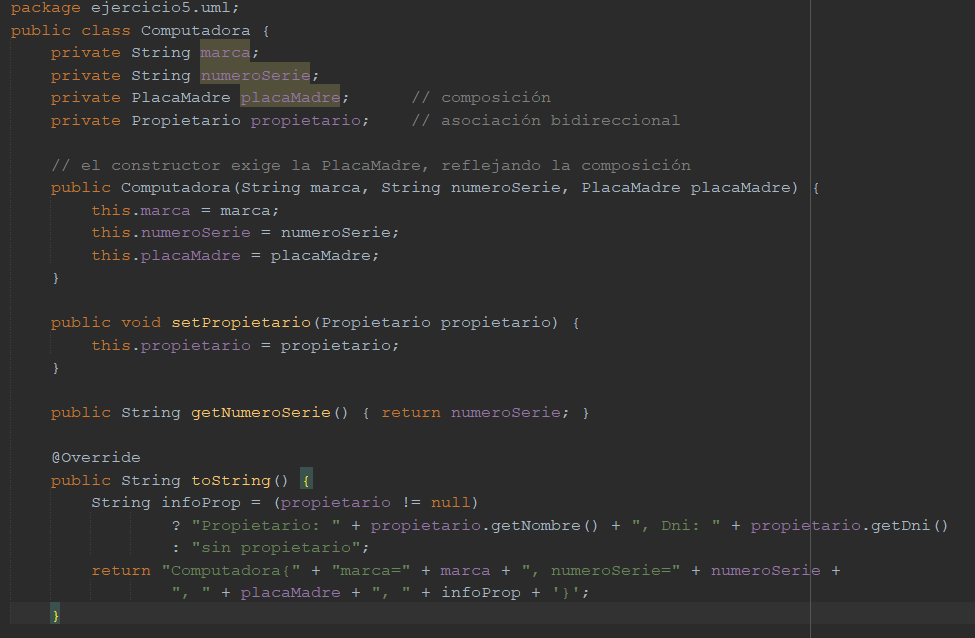 package ejercicio5.uml;
public class Computadora {
    private String marca;
    private String numeroSerie;
    private PlacaMadre placaMadre;      // composición
    private Propietario propietario;    // asociación bidireccional

    // el constructor exige la PlacaMadre, reflejando la composición
    public Computadora(String marca, String numeroSerie, PlacaMadre placaMadre) {
        this.marca = marca;
        this.numeroSerie = numeroSerie;
        this.placaMadre = placaMadre;
    }

    public void setPropietario(Propietario propietario) {
        this.propietario = propietario;
    }

    public String getNumeroSerie() { return numeroSerie; }

    @Override
    public String toString() {
        String infoProp = (propietario != null)
                ? "Propietario: " + propietario.getNombre() + ", Dni: " + propietario.getDni()
                : "sin propietario";
        return "Computadora{" + "marca=" + marca + ", numeroSerie=" + numeroSerie +
                ", " + placaMadre + ", " + infoProp + '}';
    }